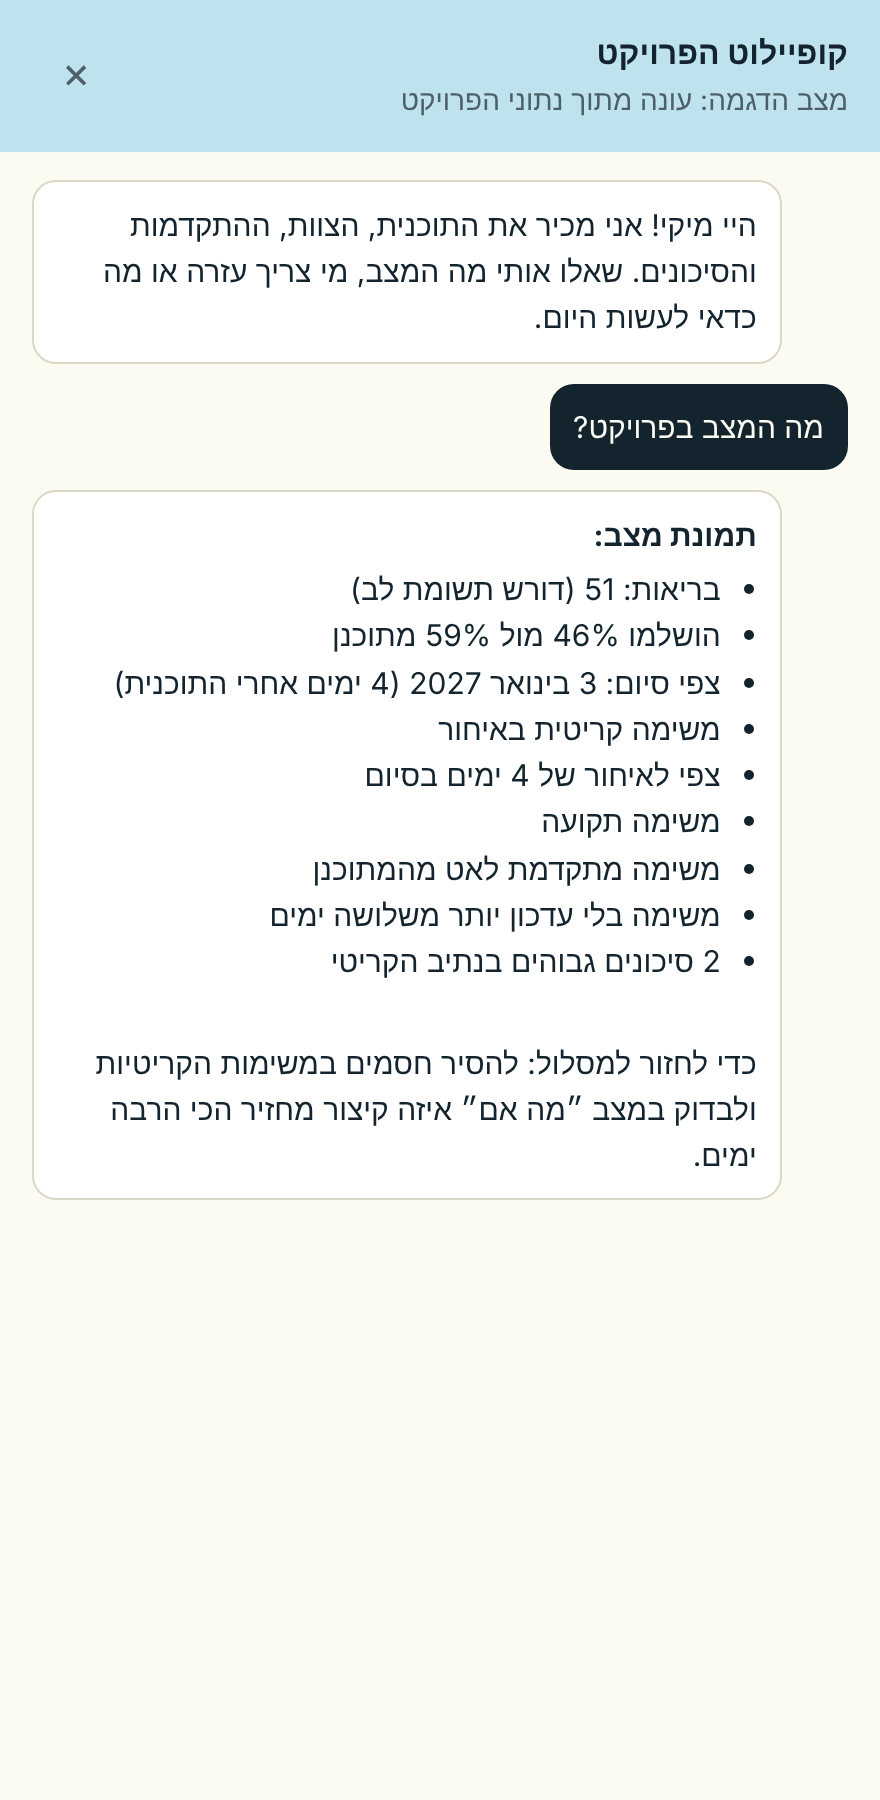 קופיילוט הפרויקט
מצב הדגמה: עונה מתוך נתוני הפרויקט
✕
היי מיקי! אני מכיר את התוכנית, הצוות, ההתקדמות
והסיכונים. שאלו אותי מה המצב, מי צריך עזרה או מה
כדאי לעשות היום.
מה המצב בפרויקט?
תמונת מצב:
• בריאות: 51 (דורש תשומת לב)
• הושלמו 46% מול 59% מתוכנן
• צפי סיום: 3 בינואר 2027 (4 ימים אחרי התוכנית)
• משימה קריטית באיחור
• צפי לאיחור של 4 ימים בסיום
• משימה תקועה
• משימה מתקדמת לאט מהמתוכנן
• משימה בלי עדכון יותר משלושה ימים
• 2 סיכונים גבוהים בנתיב הקריטי
כדי לחזור למסלול: להסיר חסמים במשימות הקריטיות
ולבדוק במצב ״מה אם״ איזה קיצור מחזיר הכי הרבה
ימים.